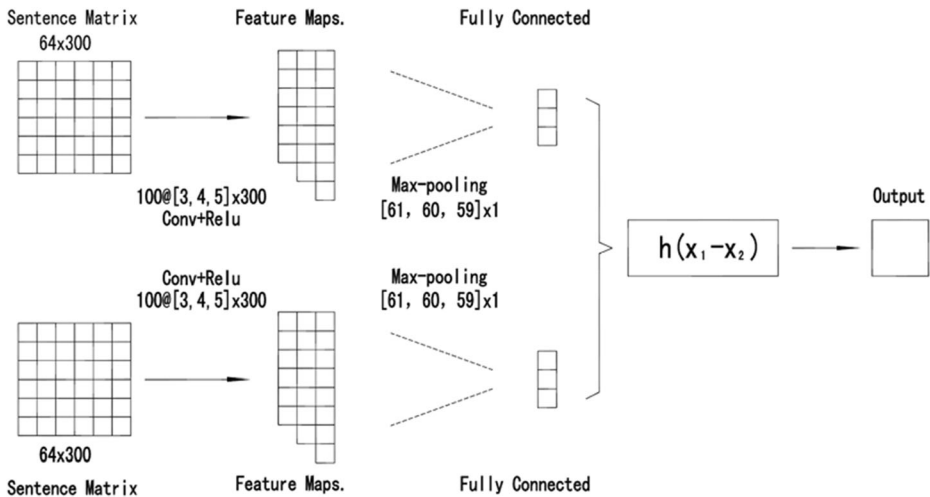 Sentence Matrix
64x300
Feature Maps.
Fully Connected
100@[3,4,5]x300
Conv+Relu
Max-pooling
[61, 60, 59]x1
Output
h(x₁-x₂)
Conv+Relu
100@[3,4,5]x300
Max-pooling
[61, 60, 59]x1
64x300
Sentence Matrix
Feature Maps.
Fully Connected